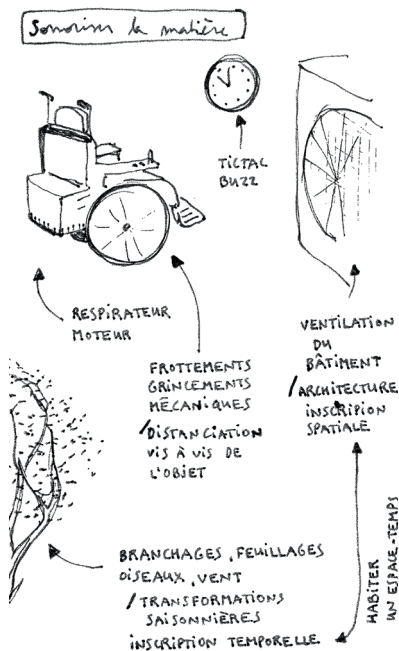 Sonoriser la matière
TICTAC
BUZZ
RESPIRATEUR
MOTEUR
FROTTEMENTS
GRINCEMENTS
MÉCANIQUES
/DISTANCIATION
VIS À VIS DE
L'OBJET
VENTILATION
DU
BÂTIMENT
/ARCHITECTURE
INSCRIPION
SPATIALE
BRANCHAGES, FEUILLAGES
OISEAUX, VENT
/TRANSFORMATIONS
SAISONNIÈRES
INSCRIPTION TEMPORELLE
HABITER
UN ESPACE-TEMPS